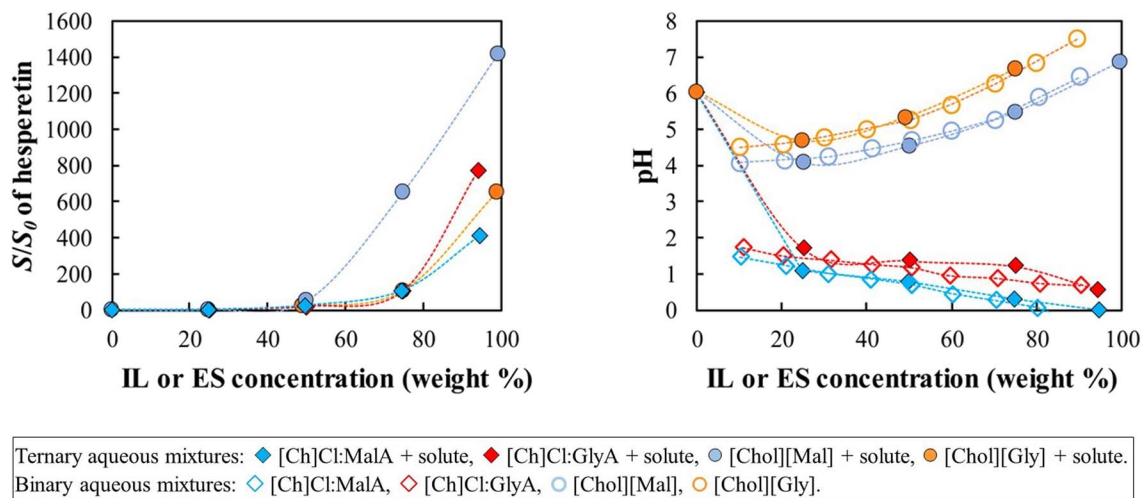 S/S₀ of hesperetin
1600
1400
1200
1000
800
600
400
200
0
0 20 40 60 80 100
IL or ES concentration (weight %)
pH
8
7
6
5
4
3
2
1
0
0 20 40 60 80 100
IL or ES concentration (weight %)
Ternary aqueous mixtures: [Ch]Cl:MalA + solute, [Ch]Cl:GlyA + solute, [Chol][Mal] + solute, [Chol][Gly] + solute.
Binary aqueous mixtures: [Ch]Cl:MalA, [Ch]Cl:GlyA, [Chol][Mal], [Chol][Gly].